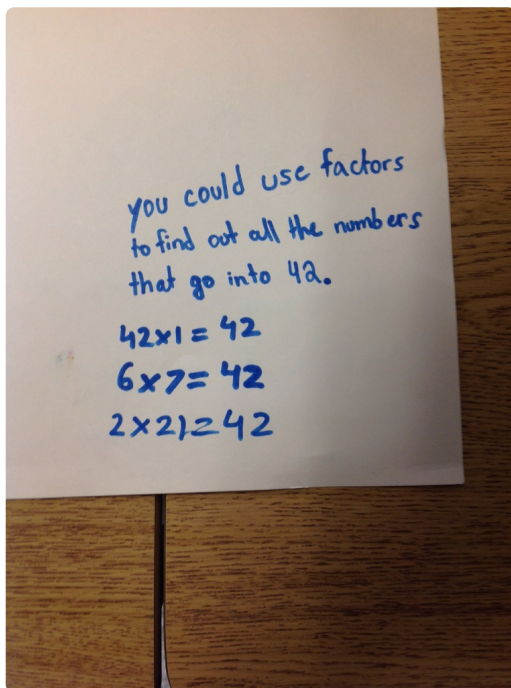 you could use factors
to find out all the numbers
that go into 42.
42x1 = 42
6x7= 42
2x21=42